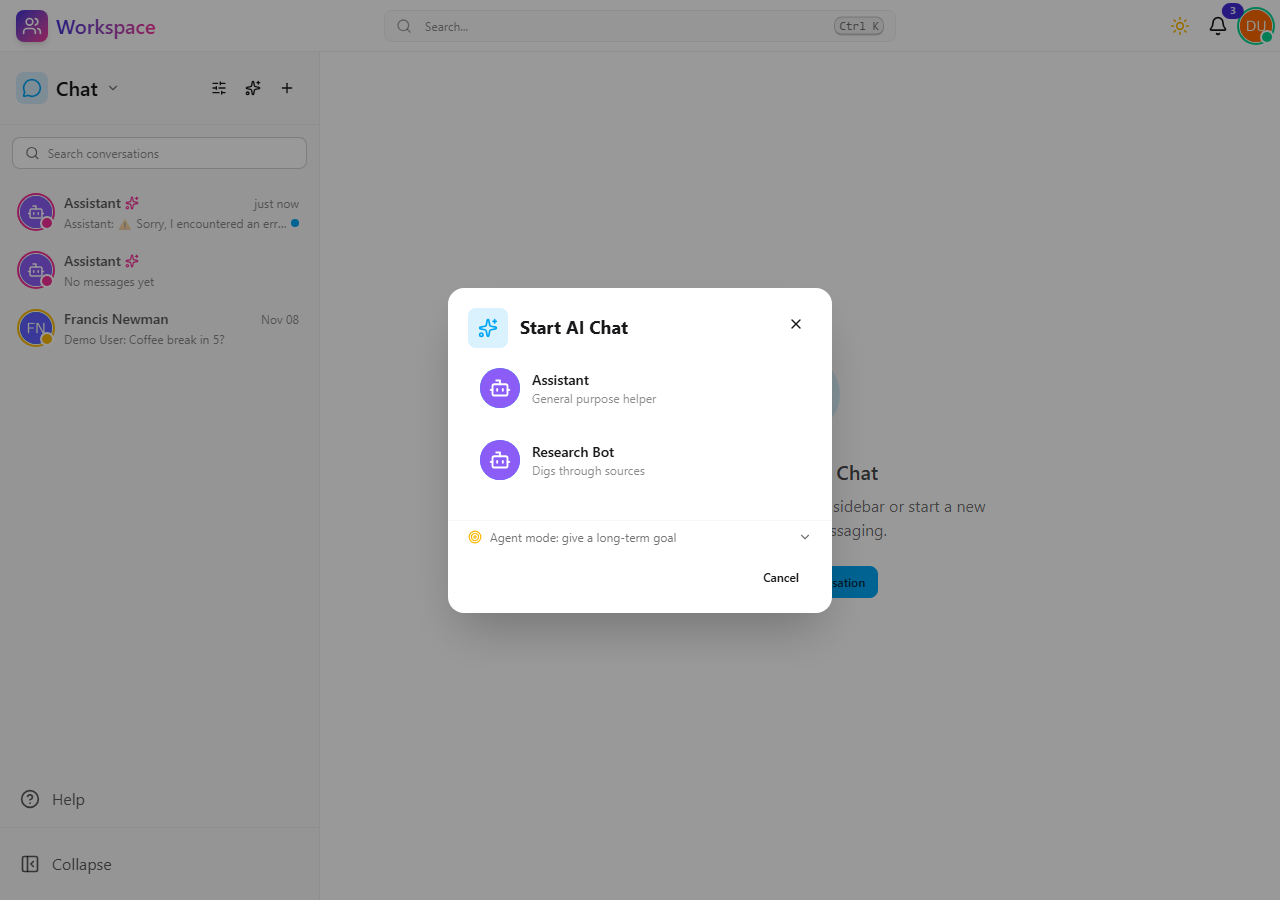 Workspace
Search...
Ctrl K
3
DU
Chat
Search conversations
Assistant
just now
Assistant: ⚠️ Sorry, I encountered an err...
Assistant
No messages yet
FN
Francis Newman
Nov 08
Demo User: Coffee break in 5?
Start AI Chat
Assistant
General purpose helper
Research Bot
Digs through sources
Agent mode: give a long-term goal
Cancel
Chat
sidebar or start a new
Help
Collapse